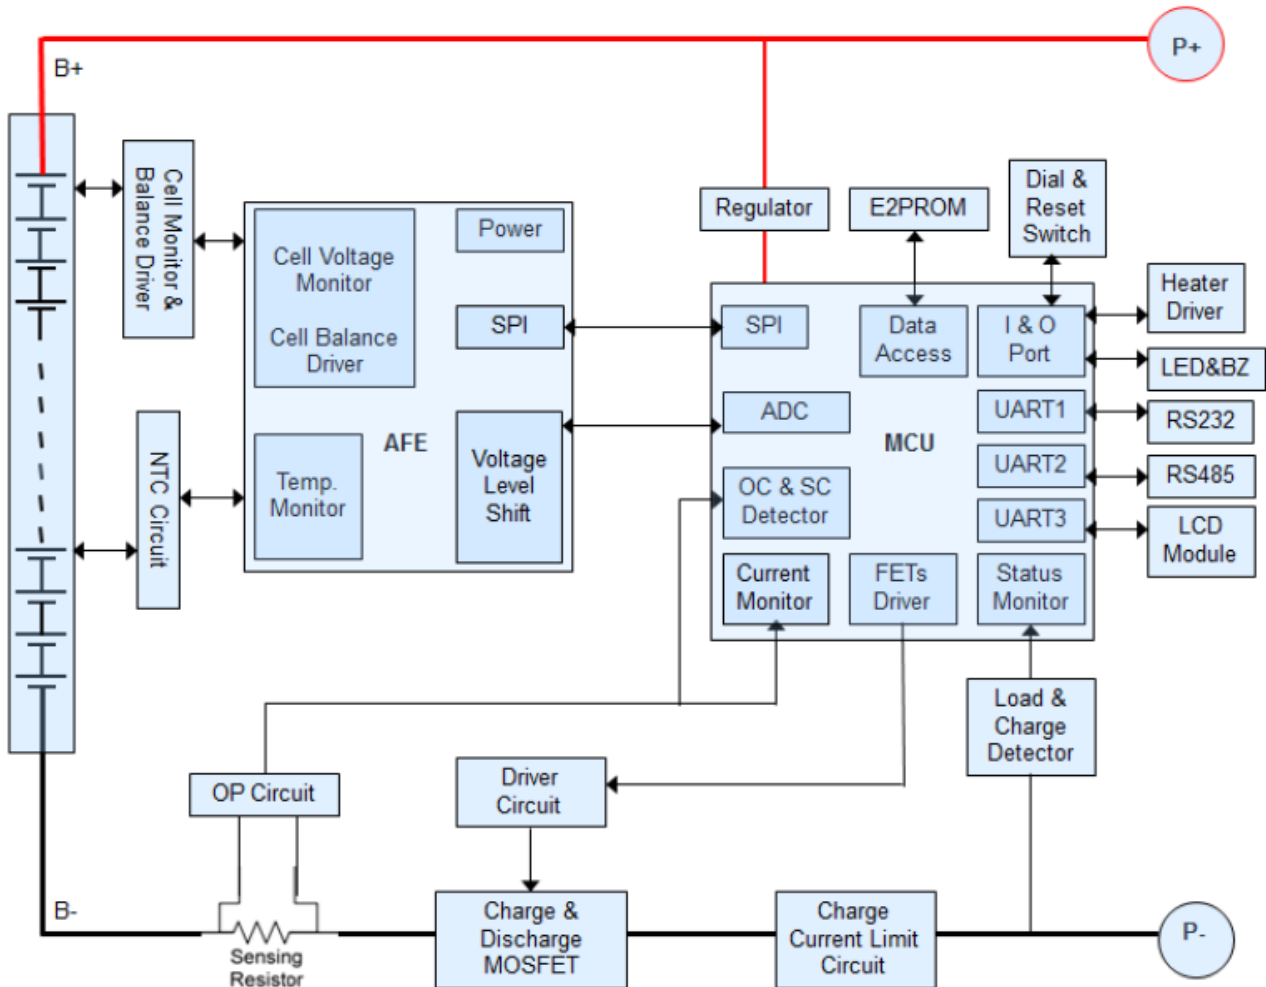 P+
B+
Cell Monitor &
Balance Driver
Dial &
Reset
Switch
Regulator
E2PROM
Power
Cell Voltage
Monitor
Cell Balance
Driver
SPI
SPI
Data
Access
I & O
Port
Heater
Driver
LED&BZ
ADC
UART1
RS232
AFE
MCU
NTC Circuit
Temp.
Monitor
Voltage
Level
Shift
OC & SC
Detector
UART2
RS485
UART3
LCD
Module
Current
Monitor
FETs
Driver
Status
Monitor
Load &
Charge
Detector
OP Circuit
Driver
Circuit
B-
Sensing
Resistor
Charge &
Discharge
MOSFET
Charge
Current Limit
Circuit
P-